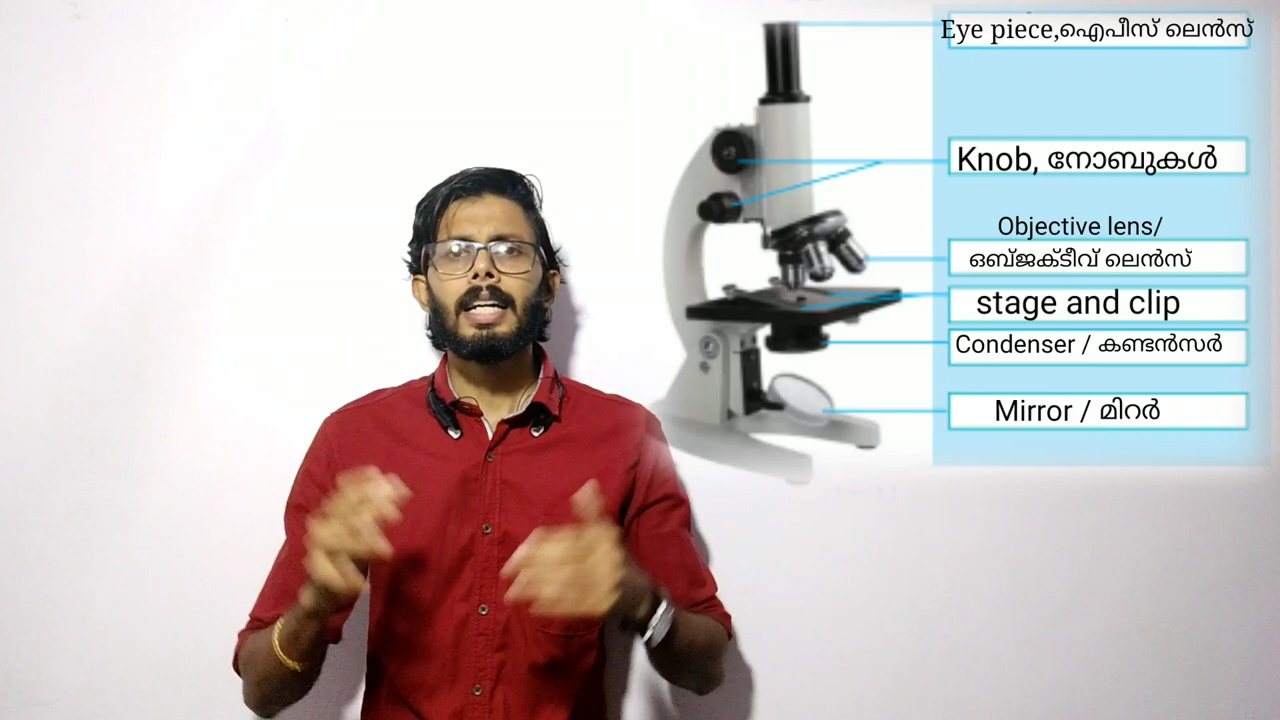 Eye piece,ഐപീസ് ലെൻസ്
Knob, നോബുകൾ
Objective lens/
ഒബ്ജക്ടീവ് ലെൻസ്
stage and clip
Condenser / കണ്ടൻസർ
Mirror / മിറർ